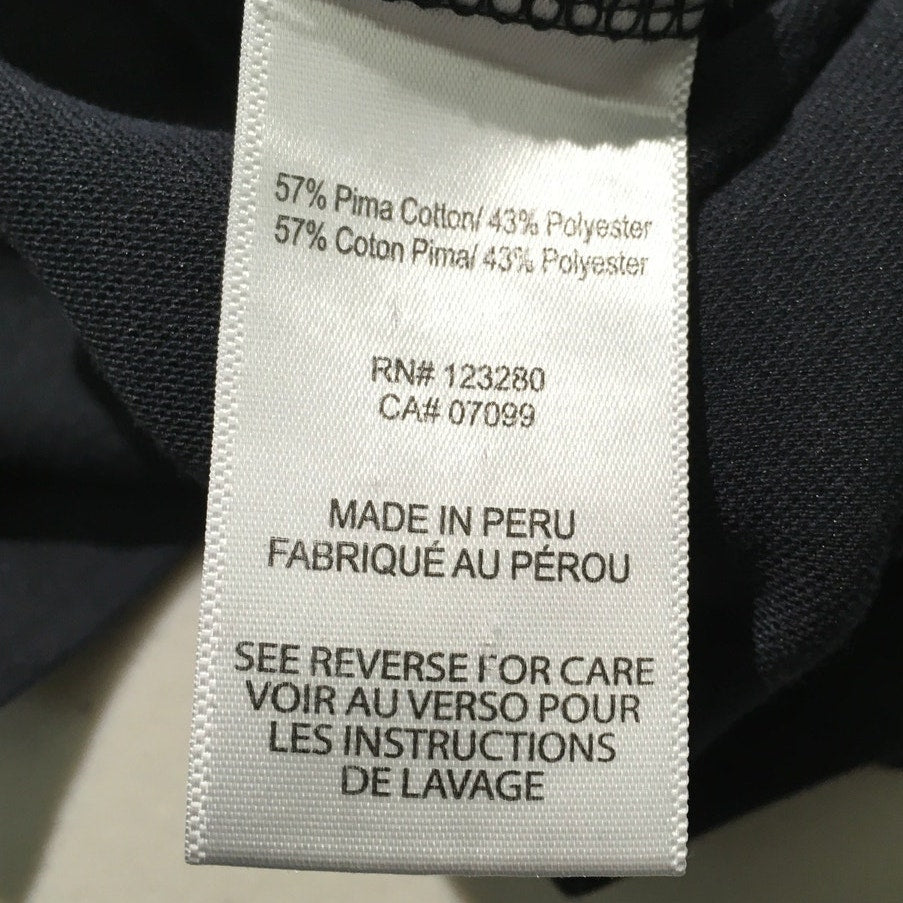 57% Pima Cotton/ 43% Polyester
57% Coton Pima/ 43% Polyester
RN# 123280
CA# 07099
MADE IN PERU
FABRIQUÉ AU PÉROU
SEE REVERSE FOR CARE
VOIR AU VERSO POUR
LES INSTRUCTIONS
DE LAVAGE